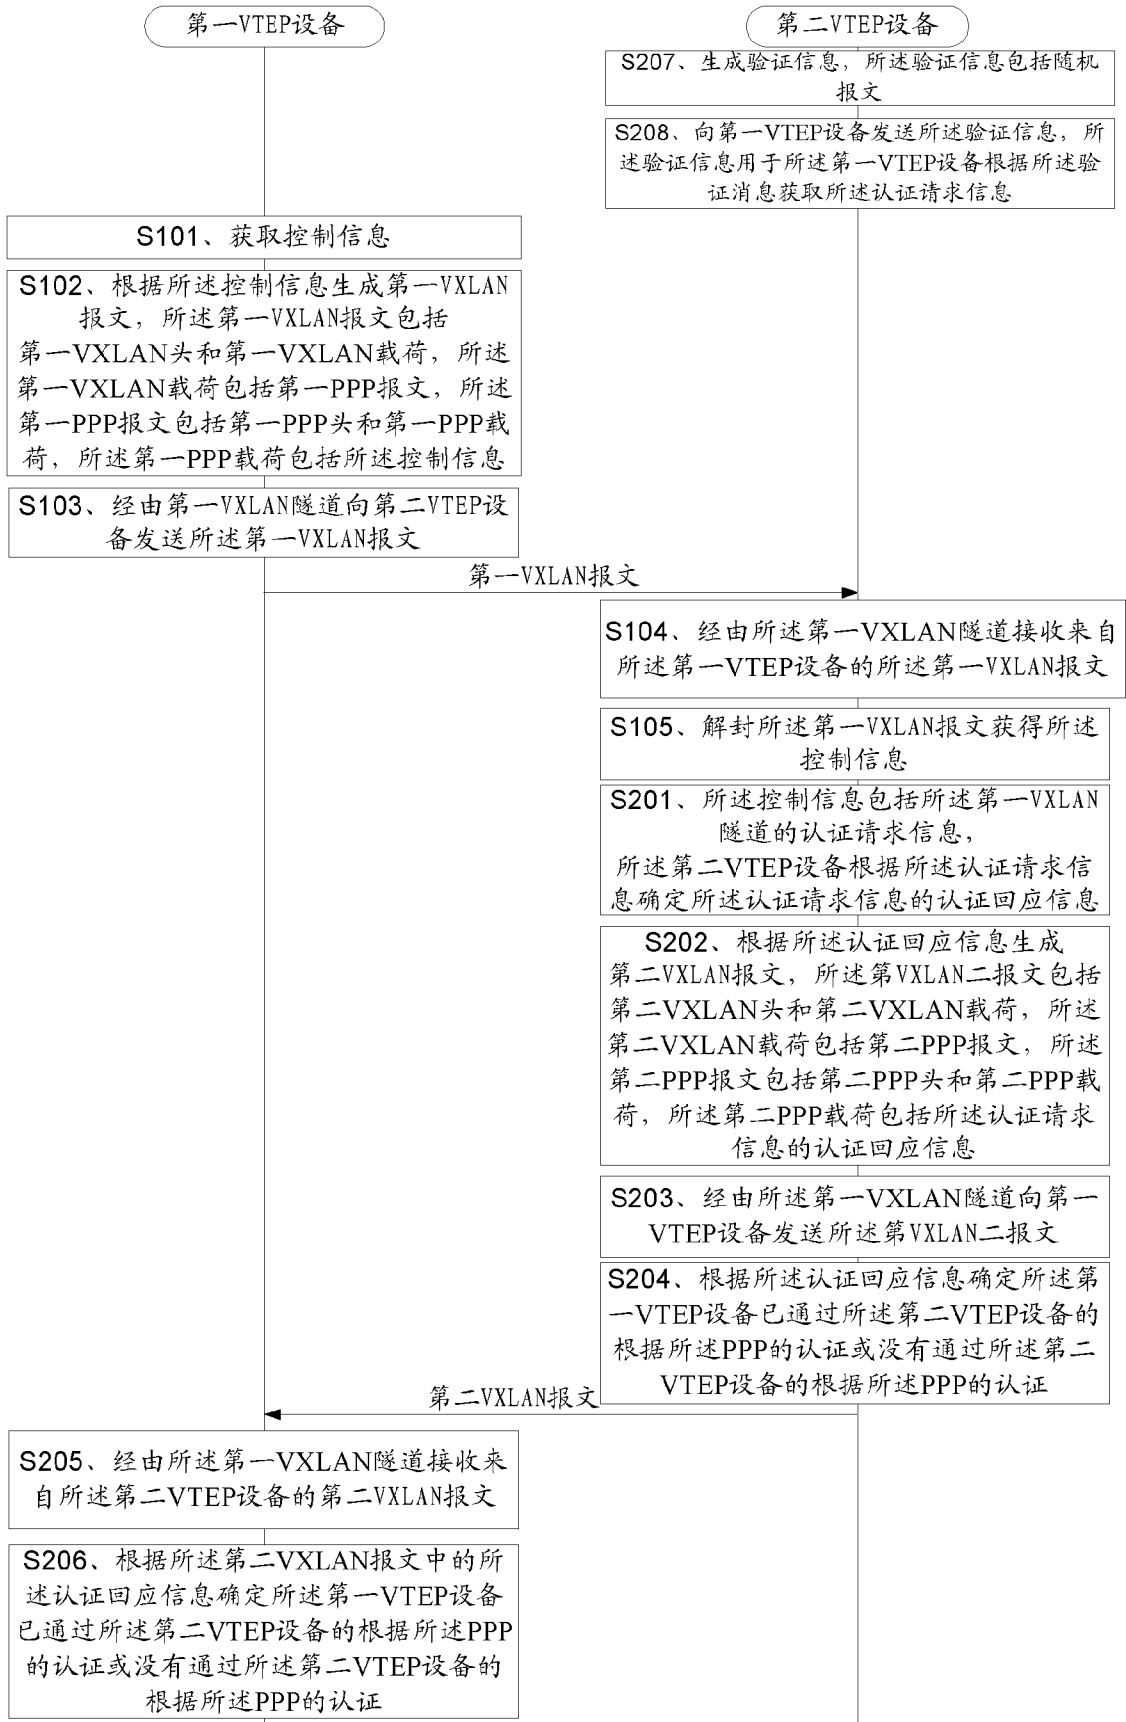 第一VTEP设备
第二VTEP设备
S207、生成验证信息，所述验证信息包括随机
报文
S208、向第一VTEP设备发送所述验证信息，所
述验证信息用于所述第一VTEP设备根据所述验
证消息获取所述认证请求信息
S101、获取控制信息
S102、根据所述控制信息生成第一VXLAN
报文，所述第一VXLAN报文包括
第一VXLAN头和第一VXLAN载荷，所述
第一VXLAN载荷包括第一PPP报文，所述
第一PPP报文包括第一PPP头和第一PPP载
荷，所述第一PPP载荷包括所述控制信息
S103、经由第一VXLAN隧道向第二VTEP设
备发送所述第一VXLAN报文
第一VXLAN报文
S104、经由所述第一VXLAN隧道接收来自
所述第一VTEP设备的所述第一VXLAN报文
S105、解封所述第一VXLAN报文获得所述
控制信息
S201、所述控制信息包括所述第一VXLAN
隧道的认证请求信息，
所述第二VTEP设备根据所述认证请求信
息确定所述认证请求信息的认证回应信息
S202、根据所述认证回应信息生成
第二VXLAN报文，所述第VXLAN二报文包括
第二VXLAN头和第二VXLAN载荷，所述
第二VXLAN载荷包括第二PPP报文，所述
第二PPP报文包括第二PPP头和第二PPP载
荷，所述第二PPP载荷包括所述认证请求
信息的认证回应信息
S203、经由所述第一VXLAN隧道向第一
VTEP设备发送所述第VXLAN二报文
S204、根据所述认证回应信息确定所述第
一VTEP设备已通过所述第二VTEP设备的
根据所述PPP的认证或没有通过所述第二
VTEP设备的根据所述PPP的认证
第二VXLAN报文
S205、经由所述第一VXLAN隧道接收来
自所述第二VTEP设备的第二VXLAN报文
S206、根据所述第二VXLAN报文中的所
述认证回应信息确定所述第一VTEP设备
已通过所述第二VTEP设备的根据所述PPP
的认证或没有通过所述第二VTEP设备的
根据所述PPP的认证